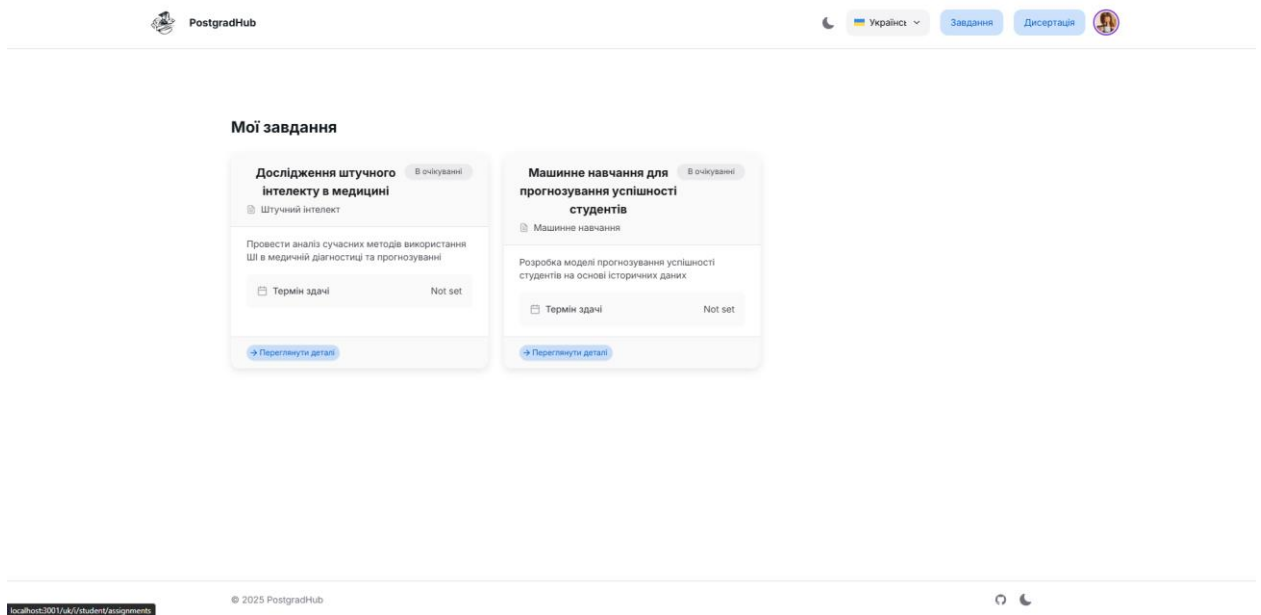 PostgradHub
Українсь
Завдання
Дисертація
Мої завдання
Дослідження штучного
інтелекту в медицині
В очікуванні
Штучний інтелект
Провести аналіз сучасних методів використання
ШІ в медичній діагностиці та прогнозуванні
Термін здачі
Not set
→ Переглянути деталі
Машинне навчання для
прогнозування успішності
студентів
В очікуванні
Машинне навчання
Розробка моделі прогнозування успішності
студентів на основі історичних даних
Термін здачі
Not set
→ Переглянути деталі
© 2025 PostgradHub
localhost:3001/uk/i/student/assignments